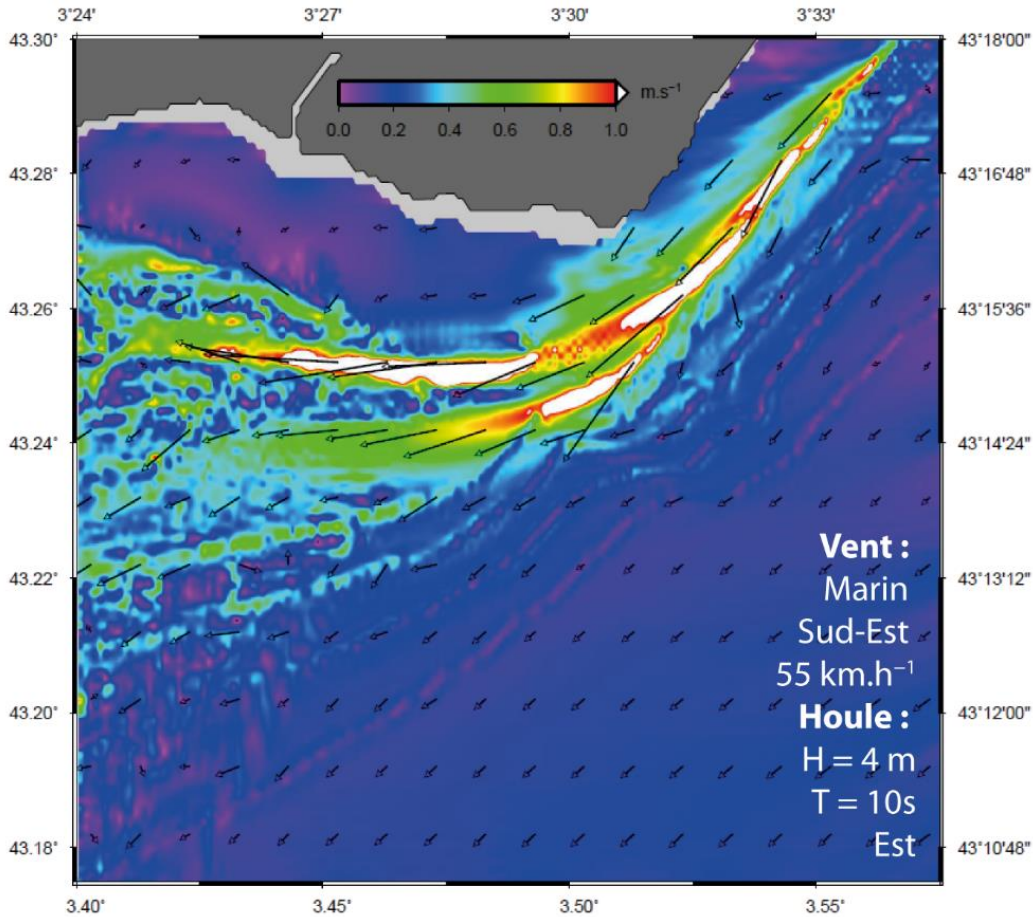 3°24' 3°27' 3°30' 3°33'
43.30° 43°18'00"
m.s⁻¹
0.0 0.2 0.4 0.6 0.8 1.0
43.28° 43°16'48"
43.26° 43°15'36"
43.24° 43°14'24"
Vent :
43.22° Marin 43°13'12"
Sud-Est
55 km.h⁻¹
43.20° Houle : 43°12'00"
H = 4 m
T = 10s
43.18° Est 43°10'48"
3.40° 3.45° 3.50° 3.55°